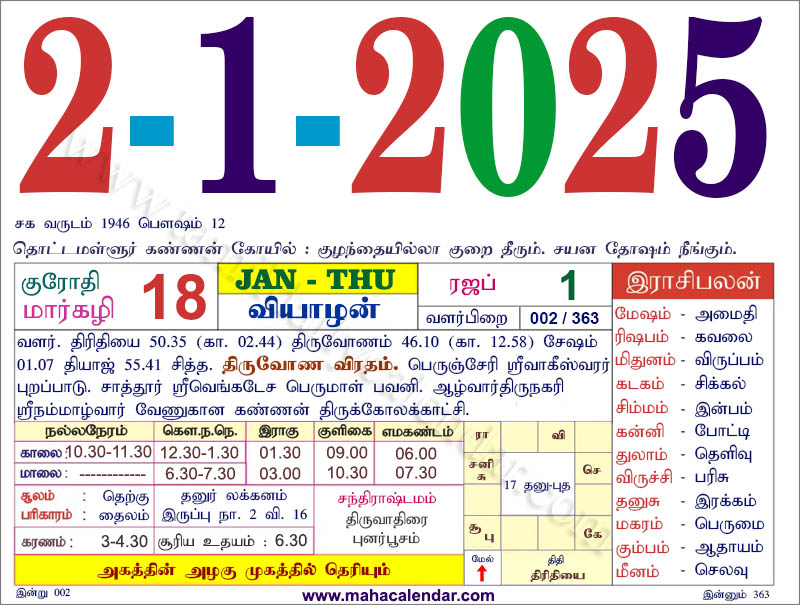 2-1-2025
சக வருடம் 1946 பௌஷம் 12
தொட்டமள்ளுர் கண்ணன் கோயில் : குழந்தையில்லா குறை தீரும். சயன தோஷம் நீங்கும்.
குரோதி
மார்கழி
18
JAN - THU
வியாழன்
ரஜப்
1
வளர்பிறை
002 / 363
வளர். திரிதியை 50.35 (கா. 02.44) திருவோணம் 46.10 (கா. 12.58) சேஷம்
01.07 தியாஜ் 55.41 சித்த. திருவோண விரதம். பெருஞ்சேரி ஸ்ரீவாகீஸ்வரர்
புறப்பாடு. சாத்தூர் ஸ்ரீவெங்கடேச பெருமாள் பவனி. ஆழ்வார்திருநகரி
ஸ்ரீநம்மாழ்வார் வேணுகான கண்ணன் திருக்கோலக்காட்சி.
நல்லநேரம் கௌ.ந.நே. இராகு குளிகை எமகண்டம்
காலை: 10.30-11.30 12.30-1.30 01.30 09.00 06.00
மாலை: ------------ 6.30-7.30 03.00 10.30 07.30
சூலம் : தெற்கு
பரிகாரம் : தைலம்
தனுர் லக்கனம்
இருப்பு நா. 2 வி. 16
சந்திராஷ்டமம்
திருவாதிரை
புனர்பூசம்
கரணம் : 3-4.30
சூரிய உதயம் : 6.30
ரா வி
சனி
சு
செ
17 தனு-புத
சூ பு
கே
மேல்
திதி
திரிதியை
அகத்தின் அழகு முகத்தில் தெரியும்
இராசிபலன்
மேஷம் - அமைதி
ரிஷபம் - கவலை
மிதுனம் - விருப்பம்
கடகம் - சிக்கல்
சிம்மம் - இன்பம்
கன்னி - போட்டி
துலாம் - தெளிவு
விருச்சி - பரிசு
தனுசு - இரக்கம்
மகரம் - பெருமை
கும்பம் - ஆதாயம்
மீனம் - செலவு
இன்று 002
www.mahacalendar.com
இன்னும் 363